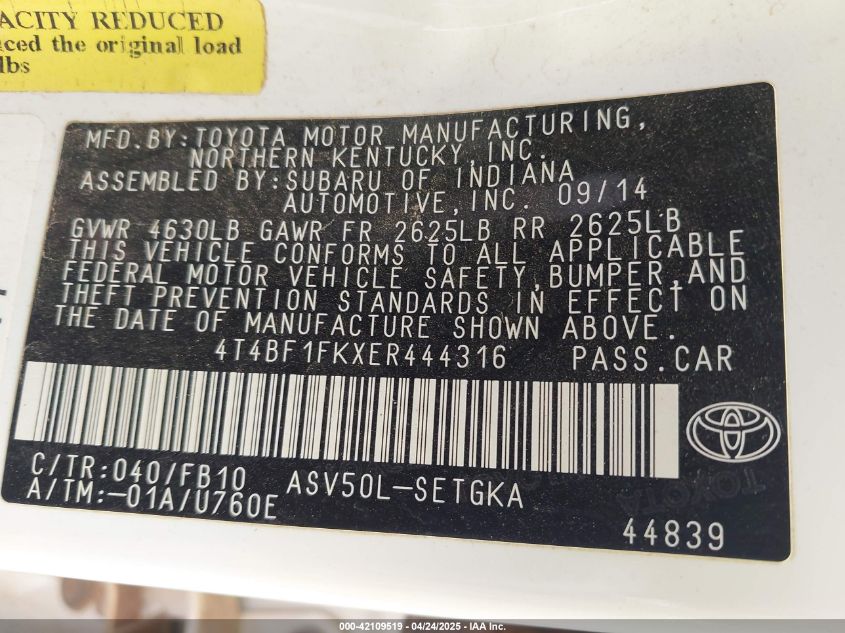 ACITY REDUCED
ced the original load
lbs
MFD.BY:TOYOTA MOTOR MANUFACTURING,
NORTHERN KENTUCKY,INC.
ASSEMBLED BY:SUBARU OF INDIANA
AUTOMOTIVE,INC. 09/14
GVWR 4630LB GAWR FR 2625LB RR 2625LB
THIS VEHICLE CONFORMS TO ALL APPLICABLE
FEDERAL MOTOR VEHICLE SAFETY,BUMPER,AND
THEFT PREVENTION STANDARDS IN EFFECT ON
THE DATE OF MANUFACTURE SHOWN ABOVE.
4T4BF1FKXER444316 PASS.CAR
C/TR:040/FB10 ASV50L-SETGKA
A/TM:-01A/U760E
TOYOTA
44839
000-42109519 - 04/24/2025 - IAA Inc.